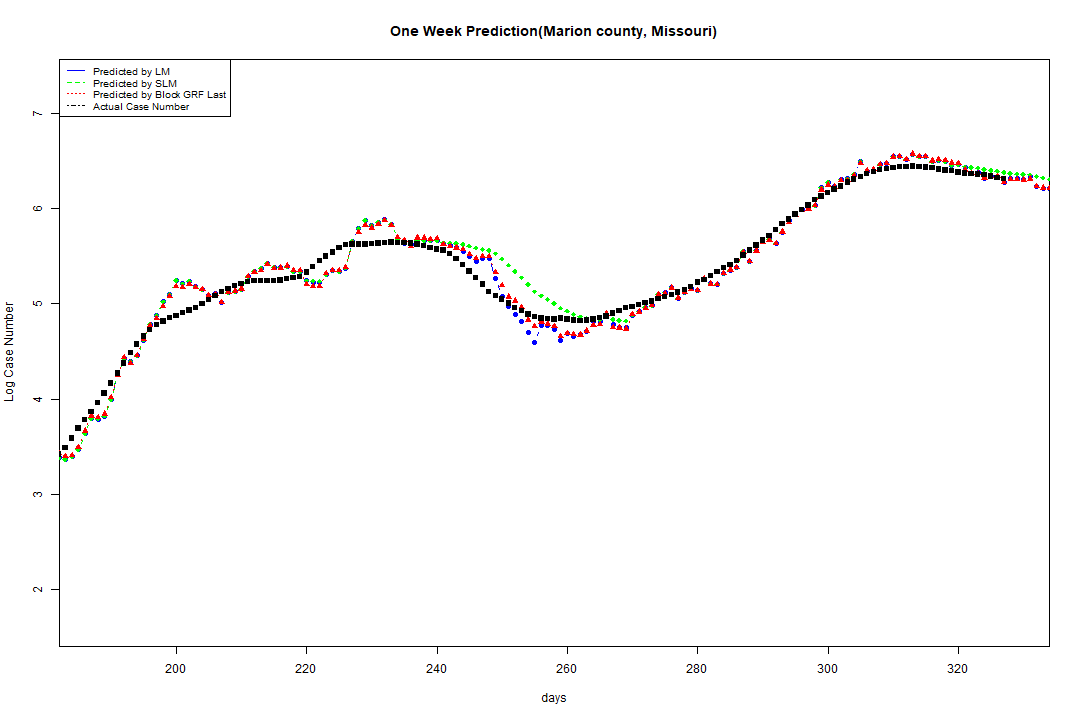 One Week Prediction(Marion county, Missouri)
Predicted by LM
Predicted by SLM
Predicted by Block GRF Last
Actual Case Number
7
6
5
4
3
2
Log Case Number
200 220 240 260 280 300 320
days